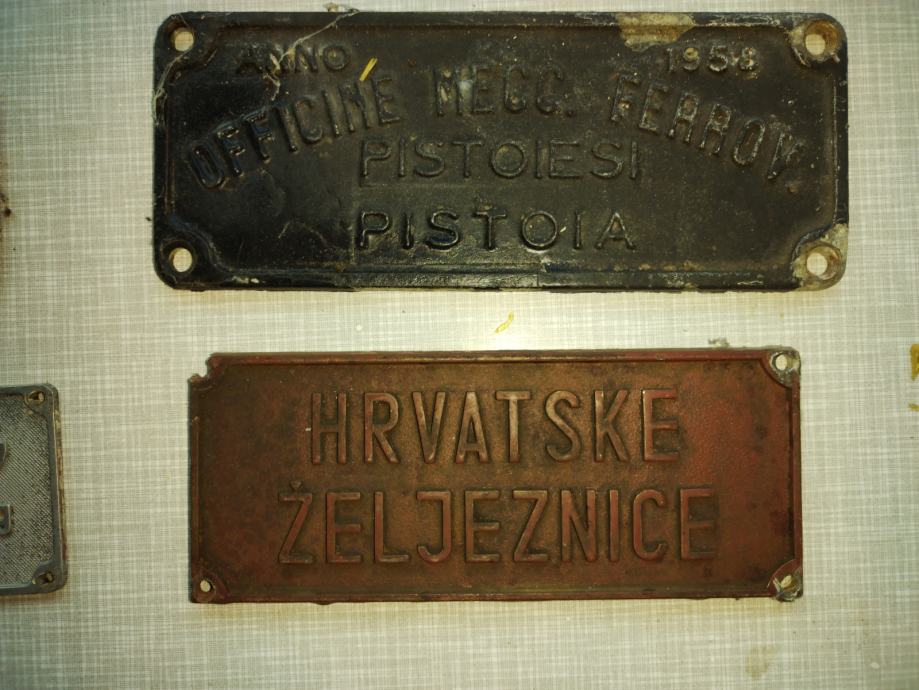 ANNO 1958
OFFICINE MECC. FERROV.
PISTOIESI
PISTOIA
HRVATSKE
ŽELJEZNICE